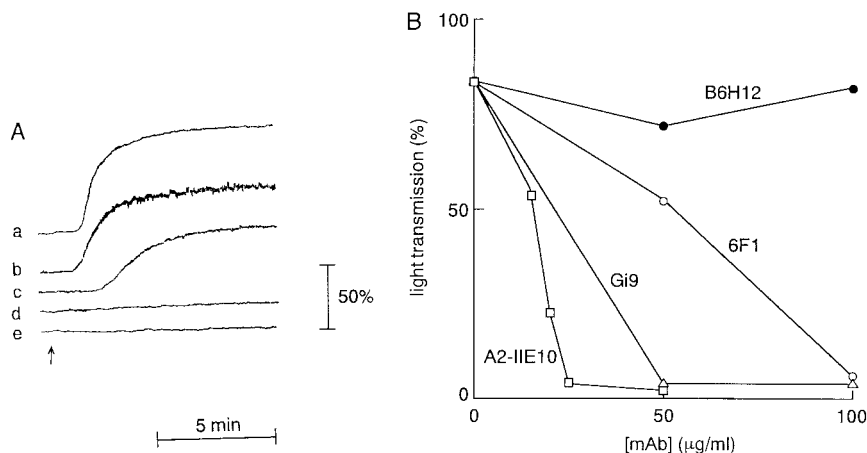 A
a
b
c
d
e
50%
5 min
B
light transmission (%)
100
50
0
B6H12
6F1
Gi9
A2-IIE10
0
50
100
[mAb] (μg/ml)